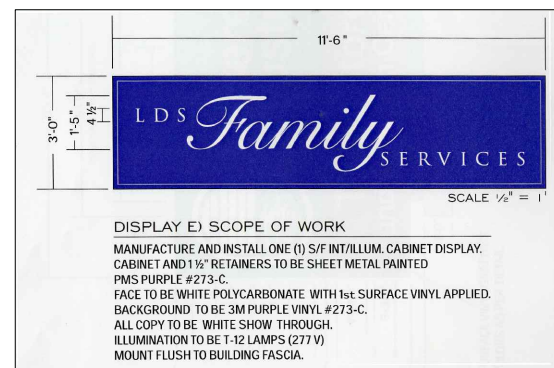 11'-6"
3'-0"
1'-5"
4 ½"
LDS Family SERVICES
SCALE ½" = 1'
DISPLAY E) SCOPE OF WORK
MANUFACTURE AND INSTALL ONE (1) S/F INT/ILLUM. CABINET DISPLAY.
CABINET AND 1 ½" RETAINERS TO BE SHEET METAL PAINTED
PMS PURPLE #273-C.
FACE TO BE WHITE POLYCARBONATE WITH 1st SURFACE VINYL APPLIED.
BACKGROUND TO BE 3M PURPLE VINYL #273-C.
ALL COPY TO BE WHITE SHOW THROUGH.
ILLUMINATION TO BE T-12 LAMPS (277 V)
MOUNT FLUSH TO BUILDING FASCIA.